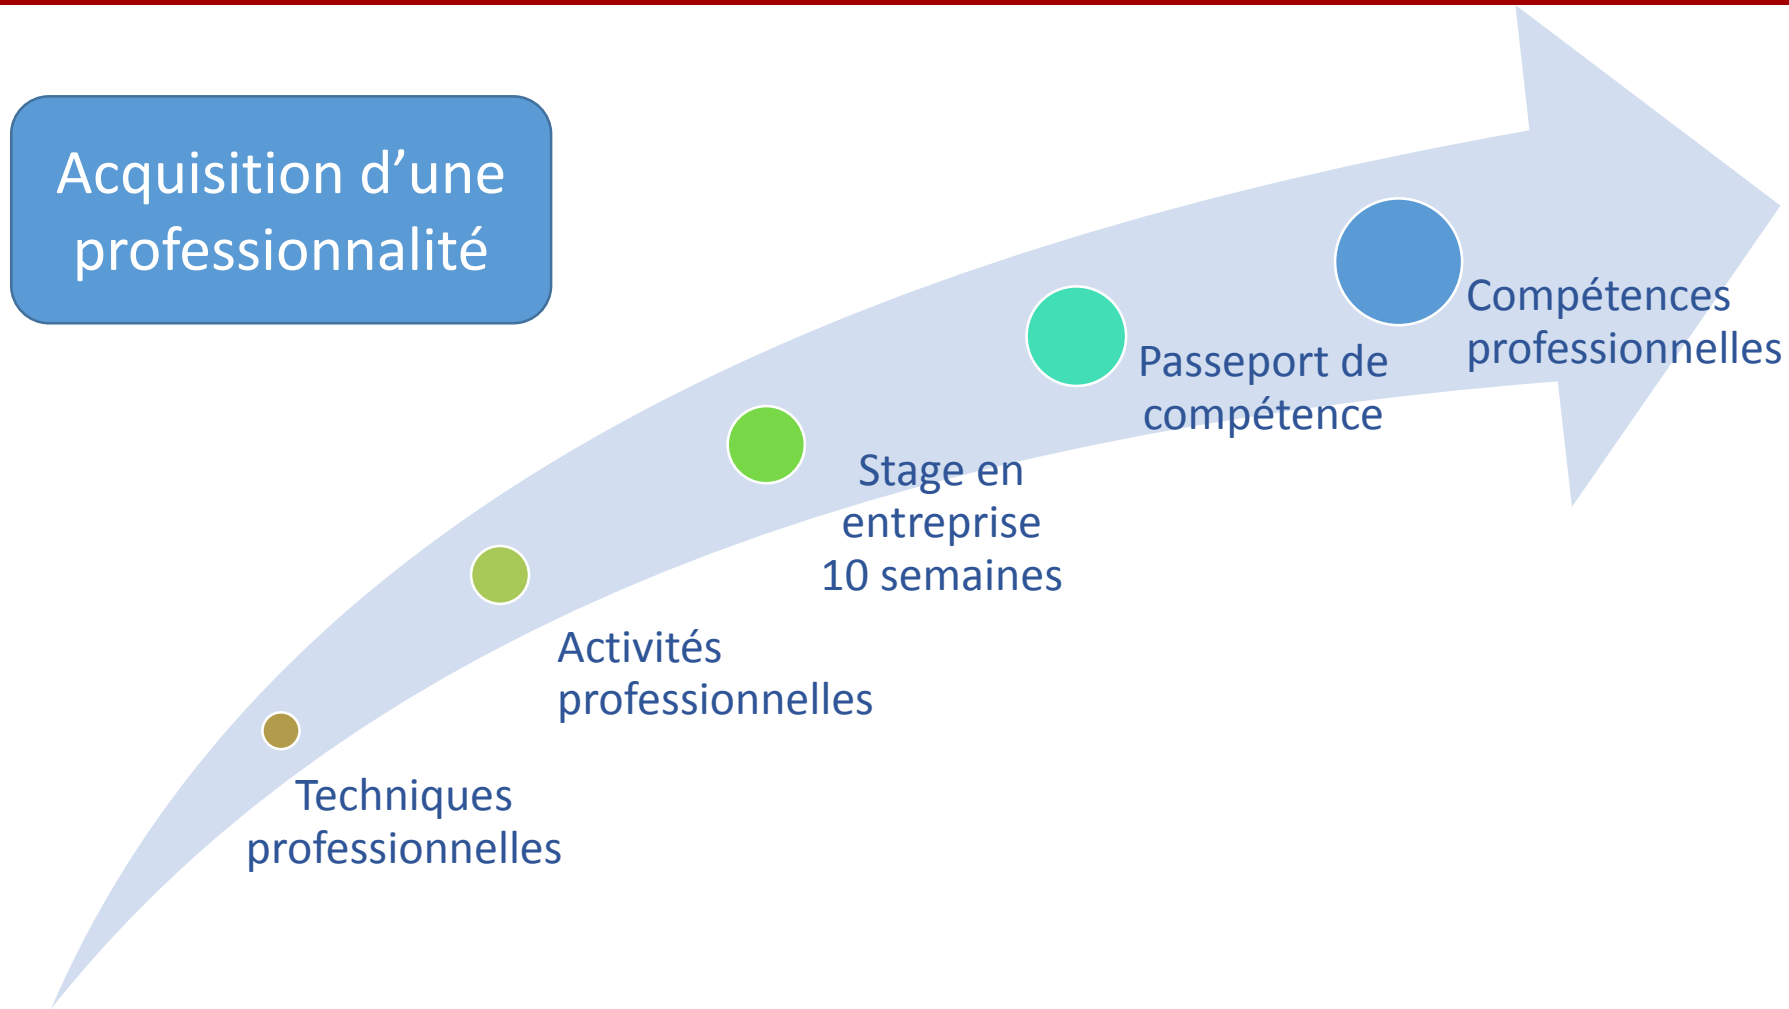 Acquisition d’une
professionnalité
Techniques
professionnelles
Activités
professionnelles
Stage en
entreprise
10 semaines
Passeport de
compétence
Compétences
professionnelles